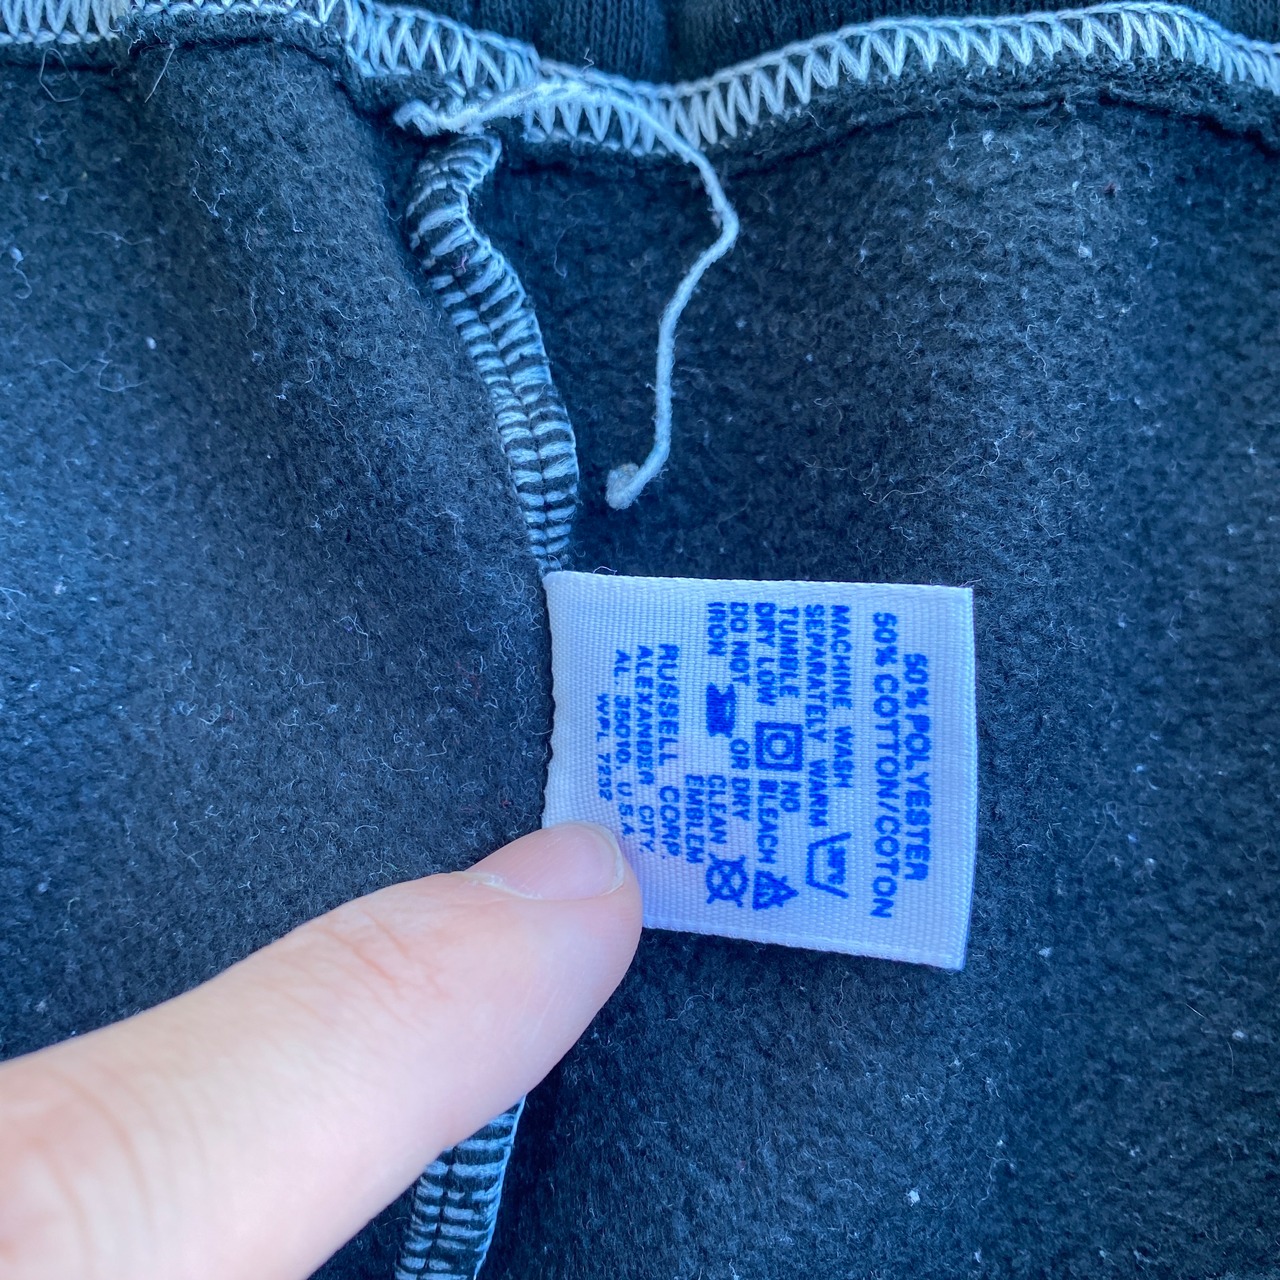 50% POLYESTER
50% COTTON/COTON
MACHINE WASH
SEPARATELY WARM
TUMBLE NO
DRY LOW BLEACH
DO NOT OR DRY
IRON CLEAN
EMBLEM
RUSSELL CORP.
ALEXANDER CITY,
AL 35010, U.S.A.
WPL 7232